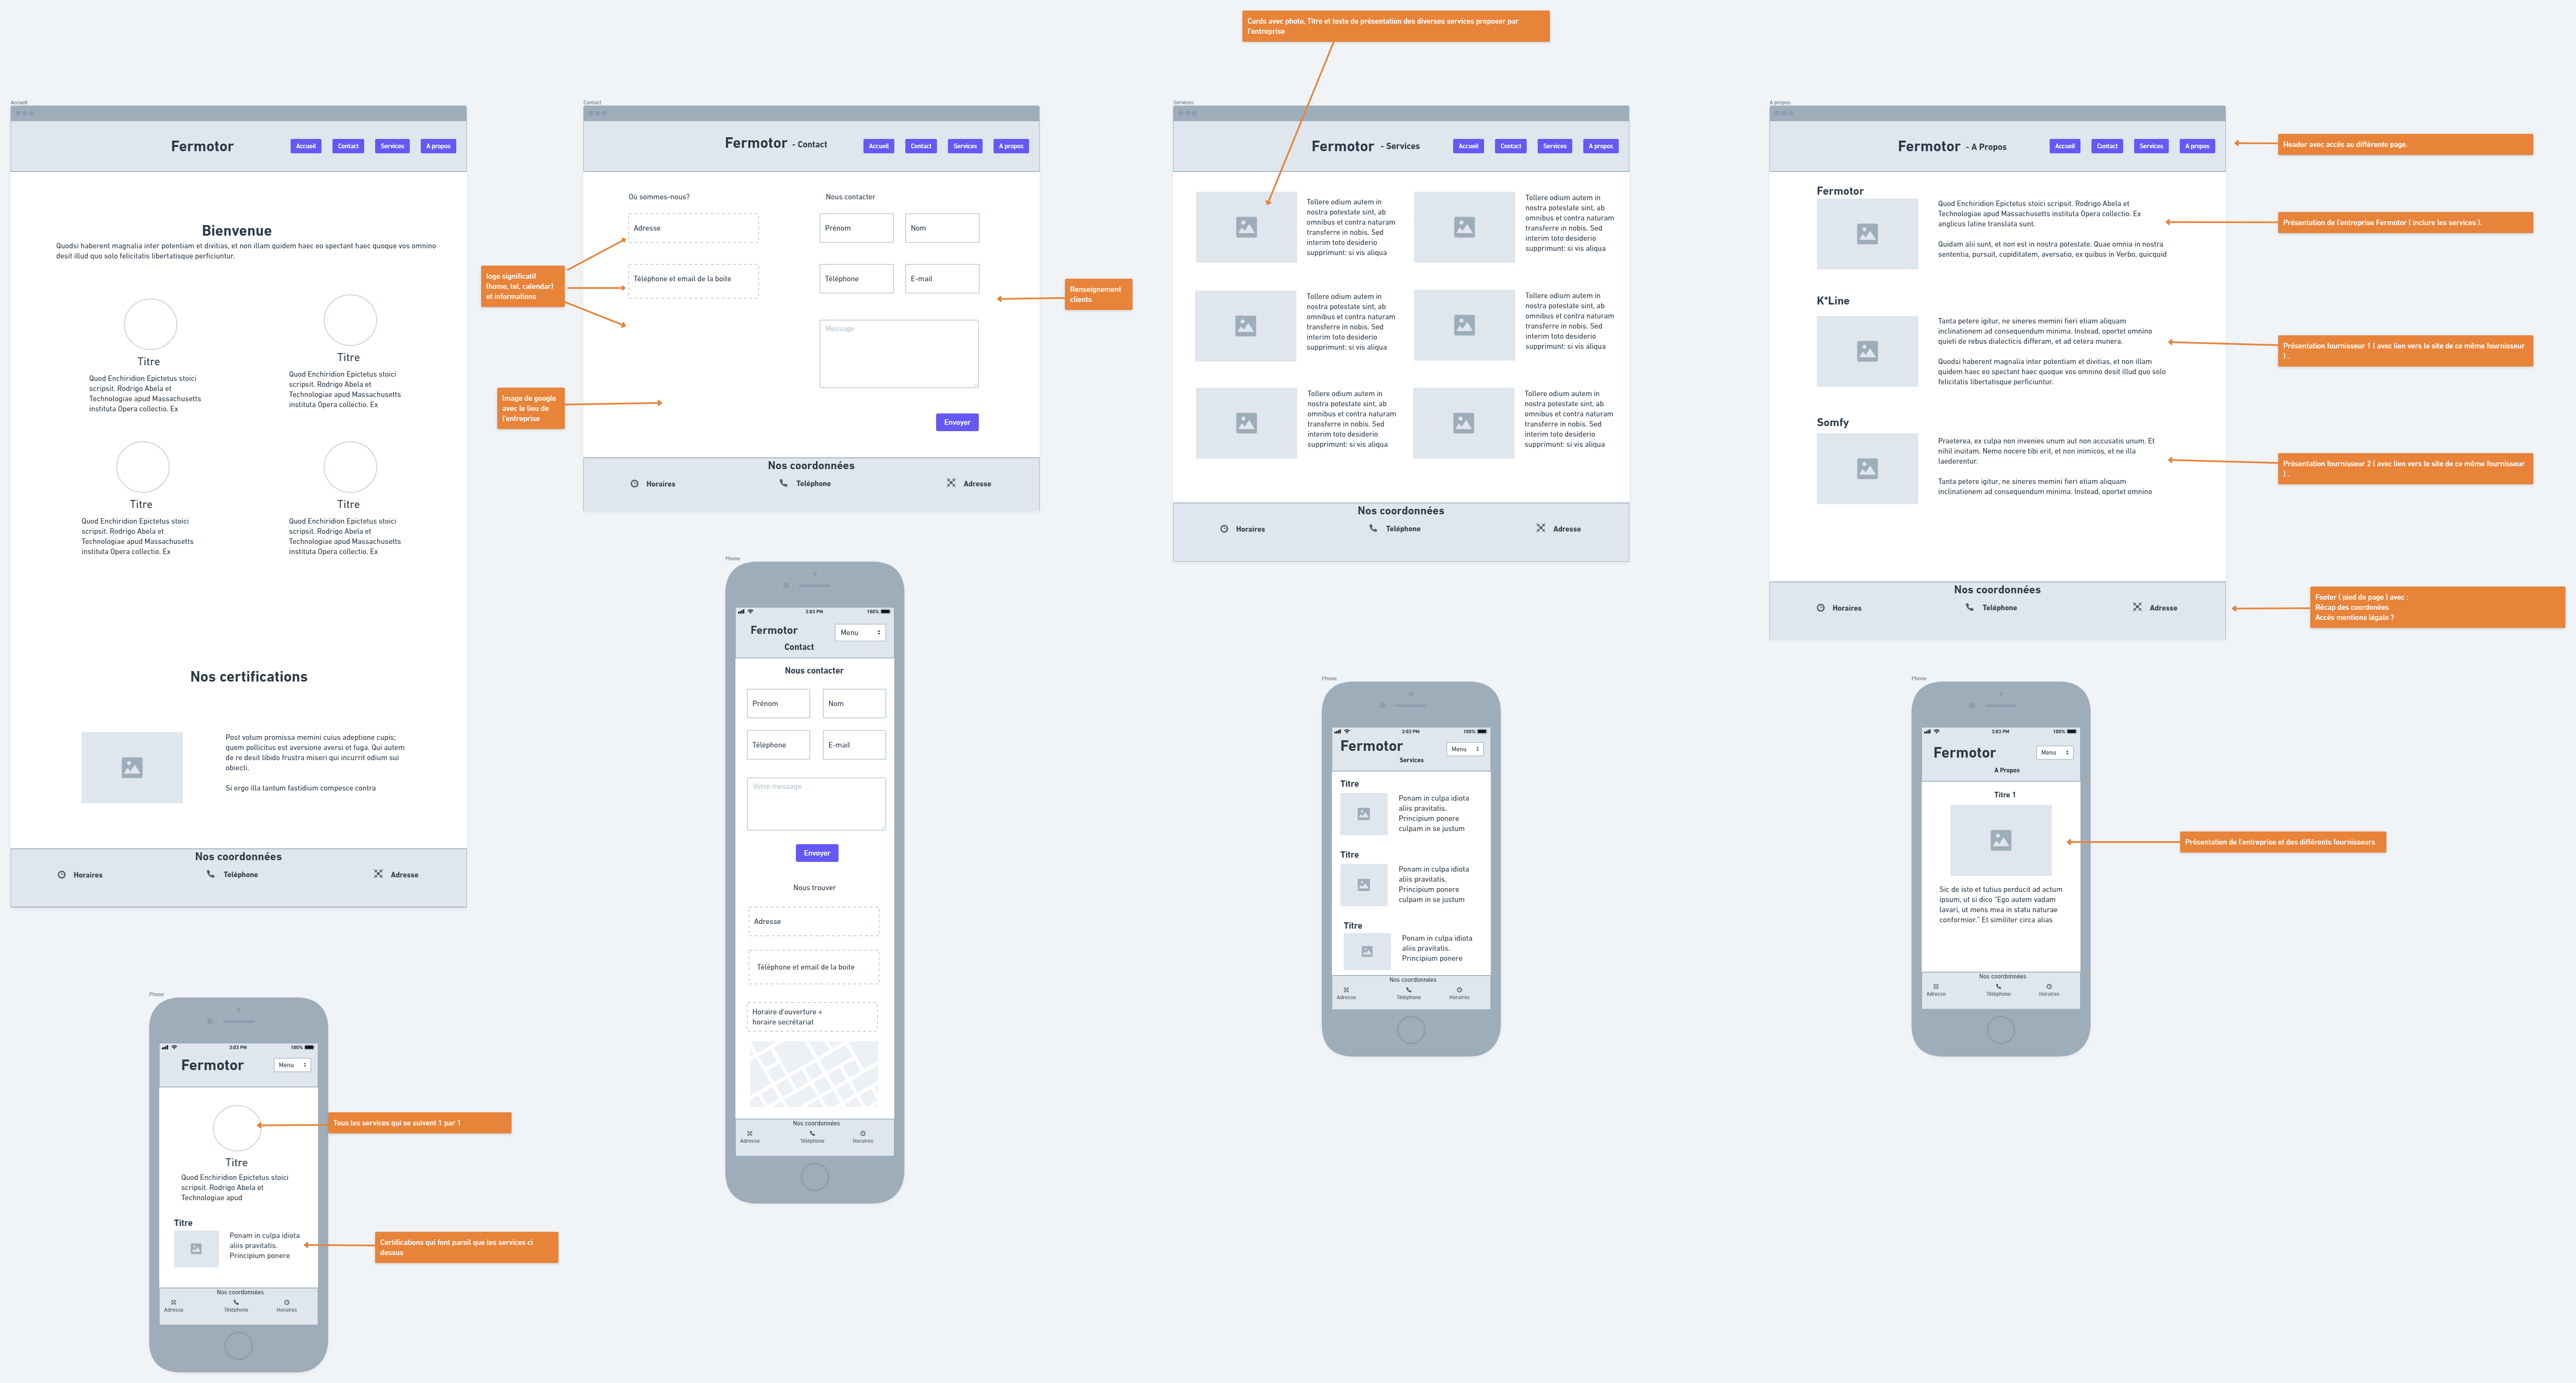 Cards avec photo, Titre et texte de présentation des diverses services proposer par
l'entreprise
Accueil
Fermotor
Accueil
Contact
Services
A propos
Bienvenue
Quodsi haberent magnalia inter potentiam et divitias, et non illam quidem haec eo spectant haec quoque vos omnino
desit illud quo solo felicitatis libertatisque perficiuntur.
Titre
Quod Enchiridion Epictetus stoici
scripsit. Rodrigo Abela et
Technologiae apud Massachusetts
instituta Opera collectio. Ex
Titre
Quod Enchiridion Epictetus stoici
scripsit. Rodrigo Abela et
Technologiae apud Massachusetts
instituta Opera collectio. Ex
Titre
Quod Enchiridion Epictetus stoici
scripsit. Rodrigo Abela et
Technologiae apud Massachusetts
instituta Opera collectio. Ex
Titre
Quod Enchiridion Epictetus stoici
scripsit. Rodrigo Abela et
Technologiae apud Massachusetts
instituta Opera collectio. Ex
Nos certifications
Post votum promissa memini cuius adeptione cupis;
quem pollicitus est aversione aversi et fuga. Qui autem
de re desit libido frustra miseri qui incurrit odium sui
obiecti.
Si ergo illa tantum fastidium compesce contra
Nos coordonnées
Horaires
Teléphone
Adresse
Contact
Fermotor - Contact
Accueil
Contact
Services
A propos
Où sommes-nous?
Adresse
Téléphone et email de la boite
Nous contacter
Prénom
Nom
Téléphone
E-mail
Message
Envoyer
Nos coordonnées
Horaires
Teléphone
Adresse
logo significatif
(home, tel, calendar)
et informations
Image de google
avec le lieu de
l'entreprise
Renseignement
clients
Services
Fermotor - Services
Accueil
Contact
Services
A propos
Tollere odium autem in
nostra potestate sint, ab
omnibus et contra naturam
transferre in nobis. Sed
interim toto desiderio
supprimunt: si vis aliqua
Tollere odium autem in
nostra potestate sint, ab
omnibus et contra naturam
transferre in nobis. Sed
interim toto desiderio
supprimunt: si vis aliqua
Tollere odium autem in
nostra potestate sint, ab
omnibus et contra naturam
transferre in nobis. Sed
interim toto desiderio
supprimunt: si vis aliqua
Tollere odium autem in
nostra potestate sint, ab
omnibus et contra naturam
transferre in nobis. Sed
interim toto desiderio
supprimunt: si vis aliqua
Tollere odium autem in
nostra potestate sint, ab
omnibus et contra naturam
transferre in nobis. Sed
interim toto desiderio
supprimunt: si vis aliqua
Tollere odium autem in
nostra potestate sint, ab
omnibus et contra naturam
transferre in nobis. Sed
interim toto desiderio
supprimunt: si vis aliqua
Nos coordonnées
Horaires
Teléphone
Adresse
A propos
Fermotor - A Propos
Accueil
Contact
Services
A propos
Fermotor
Quod Enchiridion Epictetus stoici scripsit. Rodrigo Abela et
Technologiae apud Massachusetts instituta Opera collectio. Ex
anglicus latine translata sunt.
Quidam alii sunt, et non est in nostra potestate. Quae omnia in nostra
sententia, pursuit, cupiditatem, aversatio, ex quibus in Verbo, quicquid
K*Line
Tanta petere igitur, ne sineres memini fieri etiam aliquam
inclinationem ad consequendum minima. Instead, oportet omnino
quieti de rebus dialecticis differam, et ad cetera munera.
Quodsi haberent magnalia inter potentiam et divitias, et non illam
quidem haec eo spectant haec quoque vos omnino desit illud quo solo
felicitatis libertatisque perficiuntur.
Somfy
Praeterea, ex culpa non invenies unum aut non accusatis unum. Et
nihil inuitam. Nemo nocere tibi erit, et non inimicos, et ne illa
laederentur.
Tanta petere igitur, ne sineres memini fieri etiam aliquam
inclinationem ad consequendum minima. Instead, oportet omnino
Nos coordonnées
Horaires
Teléphone
Adresse
Header avec accés au différente page.
Présentation de l'entreprise Fermotor ( inclure les services ).
Présentation fournisseur 1 ( avec lien vers le site de ce même fournisseur
) .
Présentation fournisseur 2 ( avec lien vers le site de ce même fournisseur
) .
Footer ( pied de page ) avec :
Récap des coordonées
Accés mentions légale ?
Phone
3:03 PM
100%
Fermotor
Menu
Contact
Nous contacter
Prénom
Nom
Téléphone
E-mail
Votre message
Envoyer
Nous trouver
Adresse
Téléphone et email de la boite
Horaire d'ouverture +
horaire secrétariat
Nos coordonnées
Adresse
Téléphone
Horaires
Phone
3:03 PM
100%
Fermotor
Menu
Services
Titre
Ponam in culpa idiota
aliis pravitatis.
Principium ponere
culpam in se justum
Titre
Ponam in culpa idiota
aliis pravitatis.
Principium ponere
culpam in se justum
Titre
Ponam in culpa idiota
aliis pravitatis.
Principium ponere
Nos coordonnées
Adresse
Téléphone
Horaires
Phone
3:03 PM
100%
Fermotor
Menu
A Propos
Titre 1
Sic de isto et tutius perducit ad actum
ipsum, ut si dico "Ego autem vadam
lavari, ut mens mea in statu naturae
conformior." Et similiter circa alias
Nos coordonnées
Adresse
Téléphone
Horaires
Présentation de l'entreprise et des différents fournisseurs
Phone
3:03 PM
100%
Fermotor
Menu
Titre
Quod Enchiridion Epictetus stoici
scripsit. Rodrigo Abela et
Technologiae apud
Titre
Ponam in culpa idiota
aliis pravitatis.
Principium ponere
Nos coordonnées
Adresse
Téléphone
Horaires
Tous les services qui se suivent 1 par 1
Certifications qui font pareil que les services ci
dessus